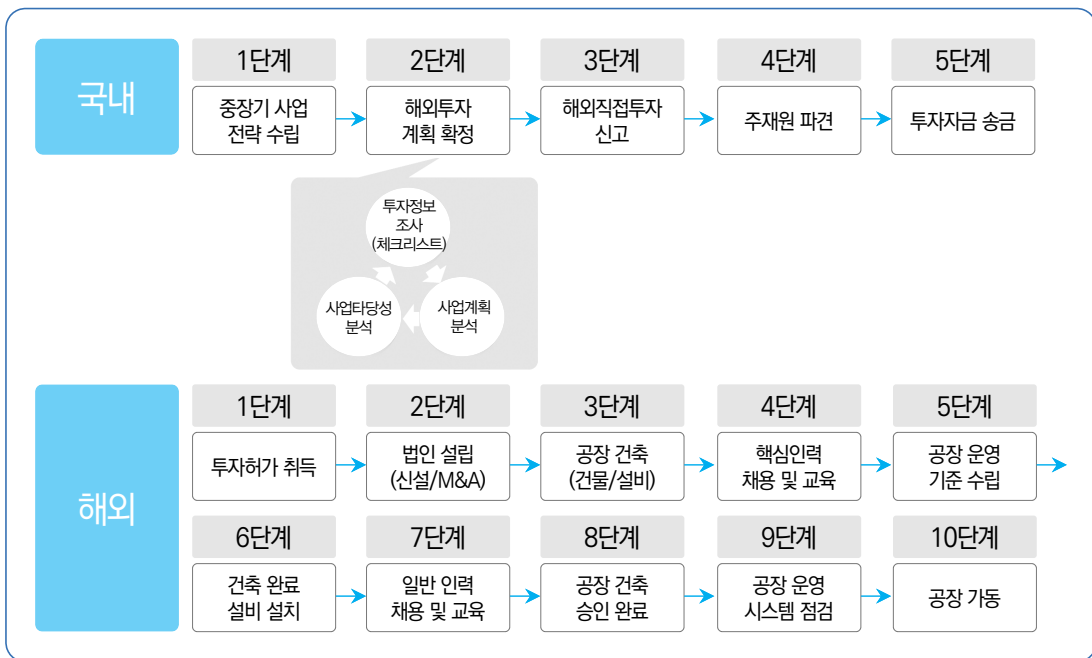 국내
1단계
2단계
3단계
4단계
5단계
중장기 사업
전략 수립
해외투자
계획 확정
해외직접투자
신고
주재원 파견
투자자금 송금
투자정보
조사
(체크리스트)
사업타당성
분석
사업계획
분석
해외
1단계
2단계
3단계
4단계
5단계
투자허가 취득
법인 설립
(신설/M&A)
공장 건축
(건물/설비)
핵심인력
채용 및 교육
공장 운영
기준 수립
6단계
7단계
8단계
9단계
10단계
건축 완료
설비 설치
일반 인력
채용 및 교육
공장 건축
승인 완료
공장 운영
시스템 점검
공장 가동